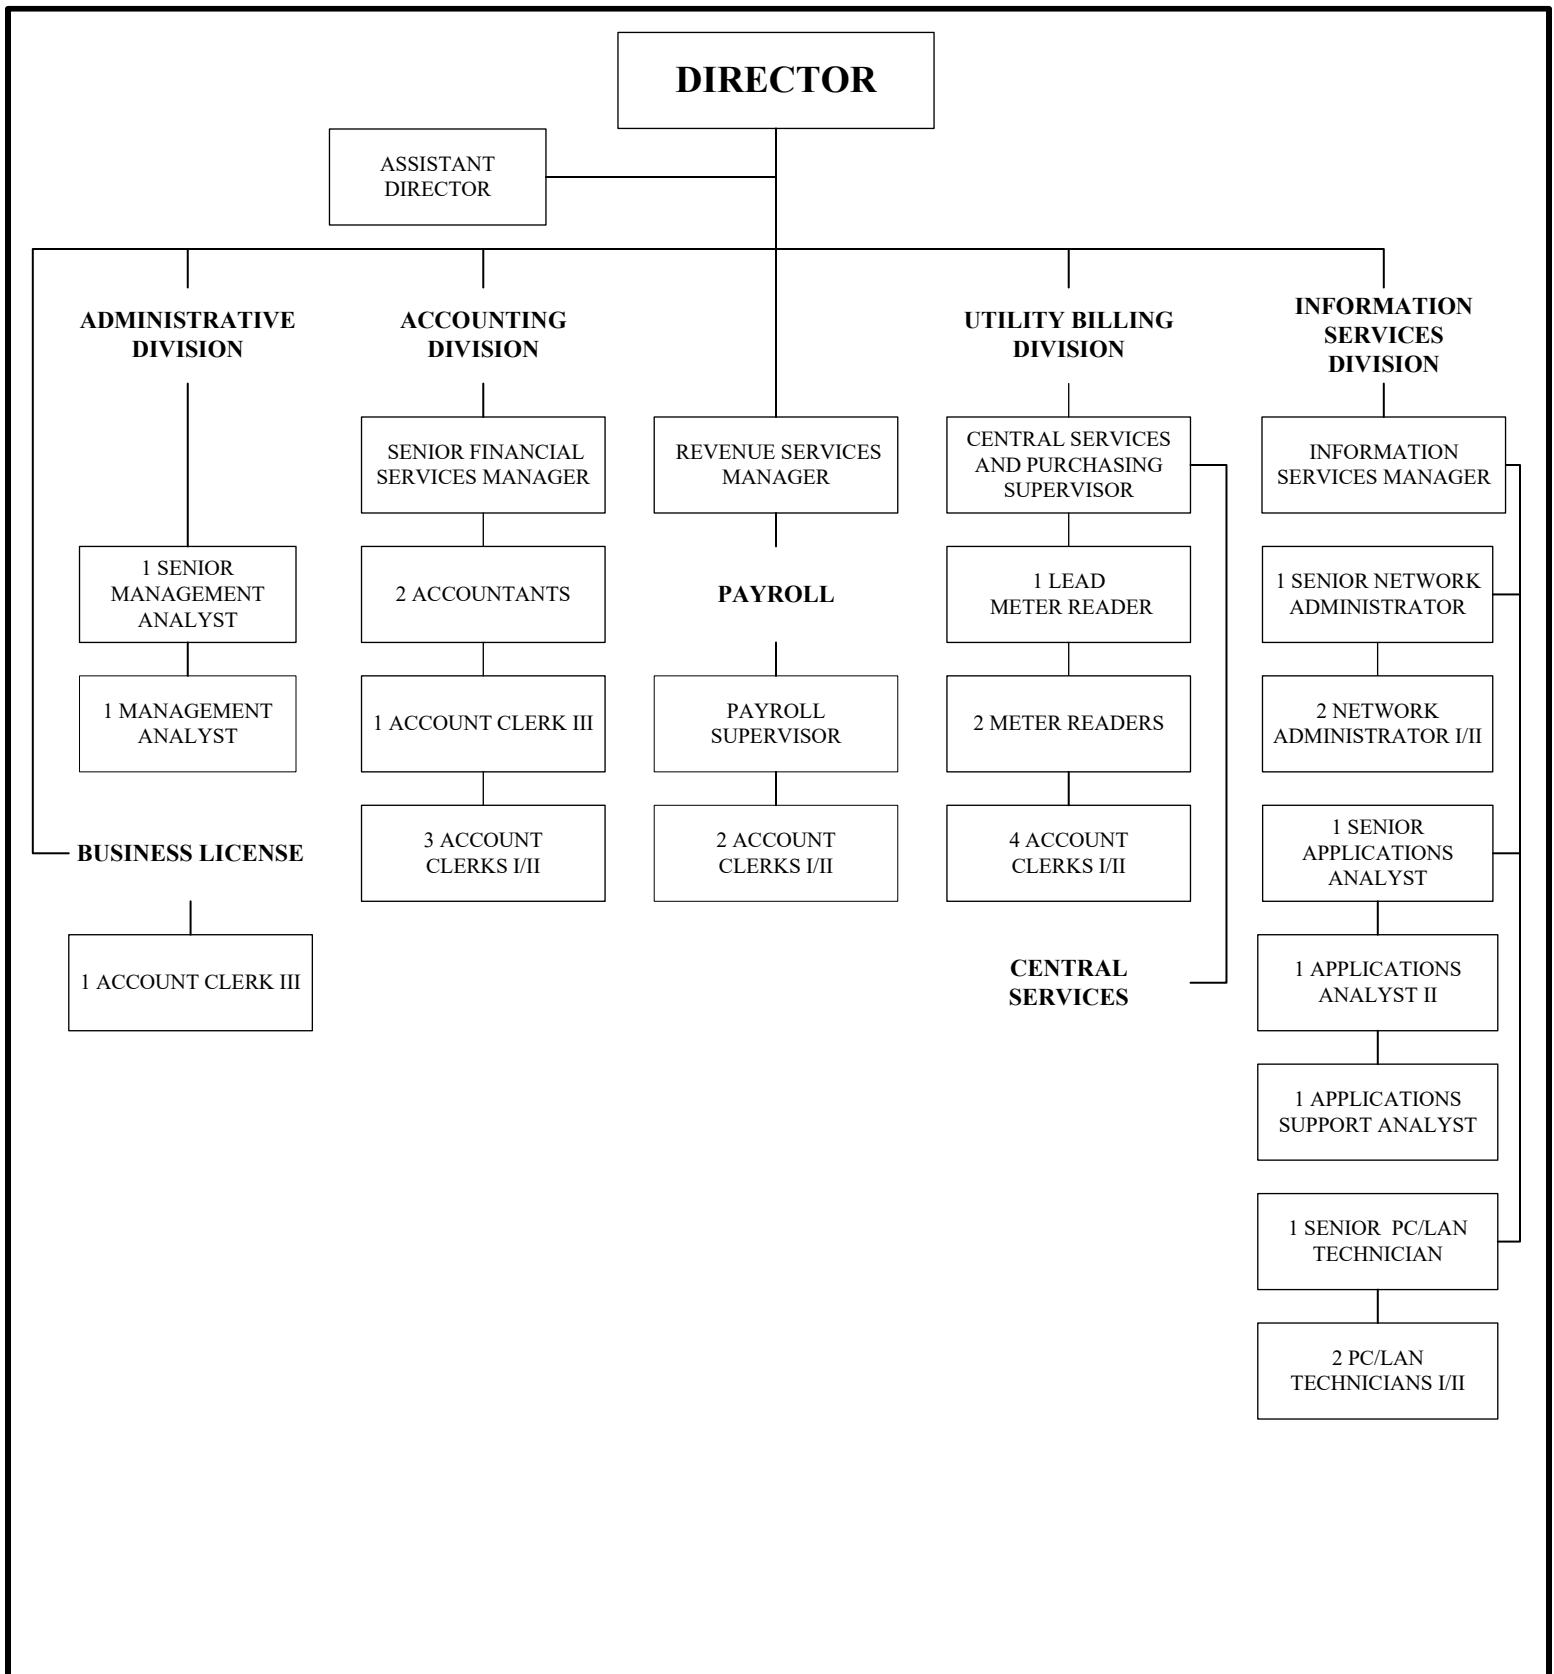 DIRECTOR
ASSISTANT
DIRECTOR
ADMINISTRATIVE
DIVISION
1 SENIOR
MANAGEMENT
ANALYST
1 MANAGEMENT
ANALYST
BUSINESS LICENSE
1 ACCOUNT CLERK III
ACCOUNTING
DIVISION
SENIOR FINANCIAL
SERVICES MANAGER
2 ACCOUNTANTS
1 ACCOUNT CLERK III
3 ACCOUNT
CLERKS I/II
REVENUE SERVICES
MANAGER
PAYROLL
PAYROLL
SUPERVISOR
2 ACCOUNT
CLERKS I/II
UTILITY BILLING
DIVISION
CENTRAL SERVICES
AND PURCHASING
SUPERVISOR
1 LEAD
METER READER
2 METER READERS
4 ACCOUNT
CLERKS I/II
CENTRAL
SERVICES
INFORMATION
SERVICES
DIVISION
INFORMATION
SERVICES MANAGER
1 SENIOR NETWORK
ADMINISTRATOR
2 NETWORK
ADMINISTRATOR I/II
1 SENIOR
APPLICATIONS
ANALYST
1 APPLICATIONS
ANALYST II
1 APPLICATIONS
SUPPORT ANALYST
1 SENIOR PC/LAN
TECHNICIAN
2 PC/LAN
TECHNICIANS I/II